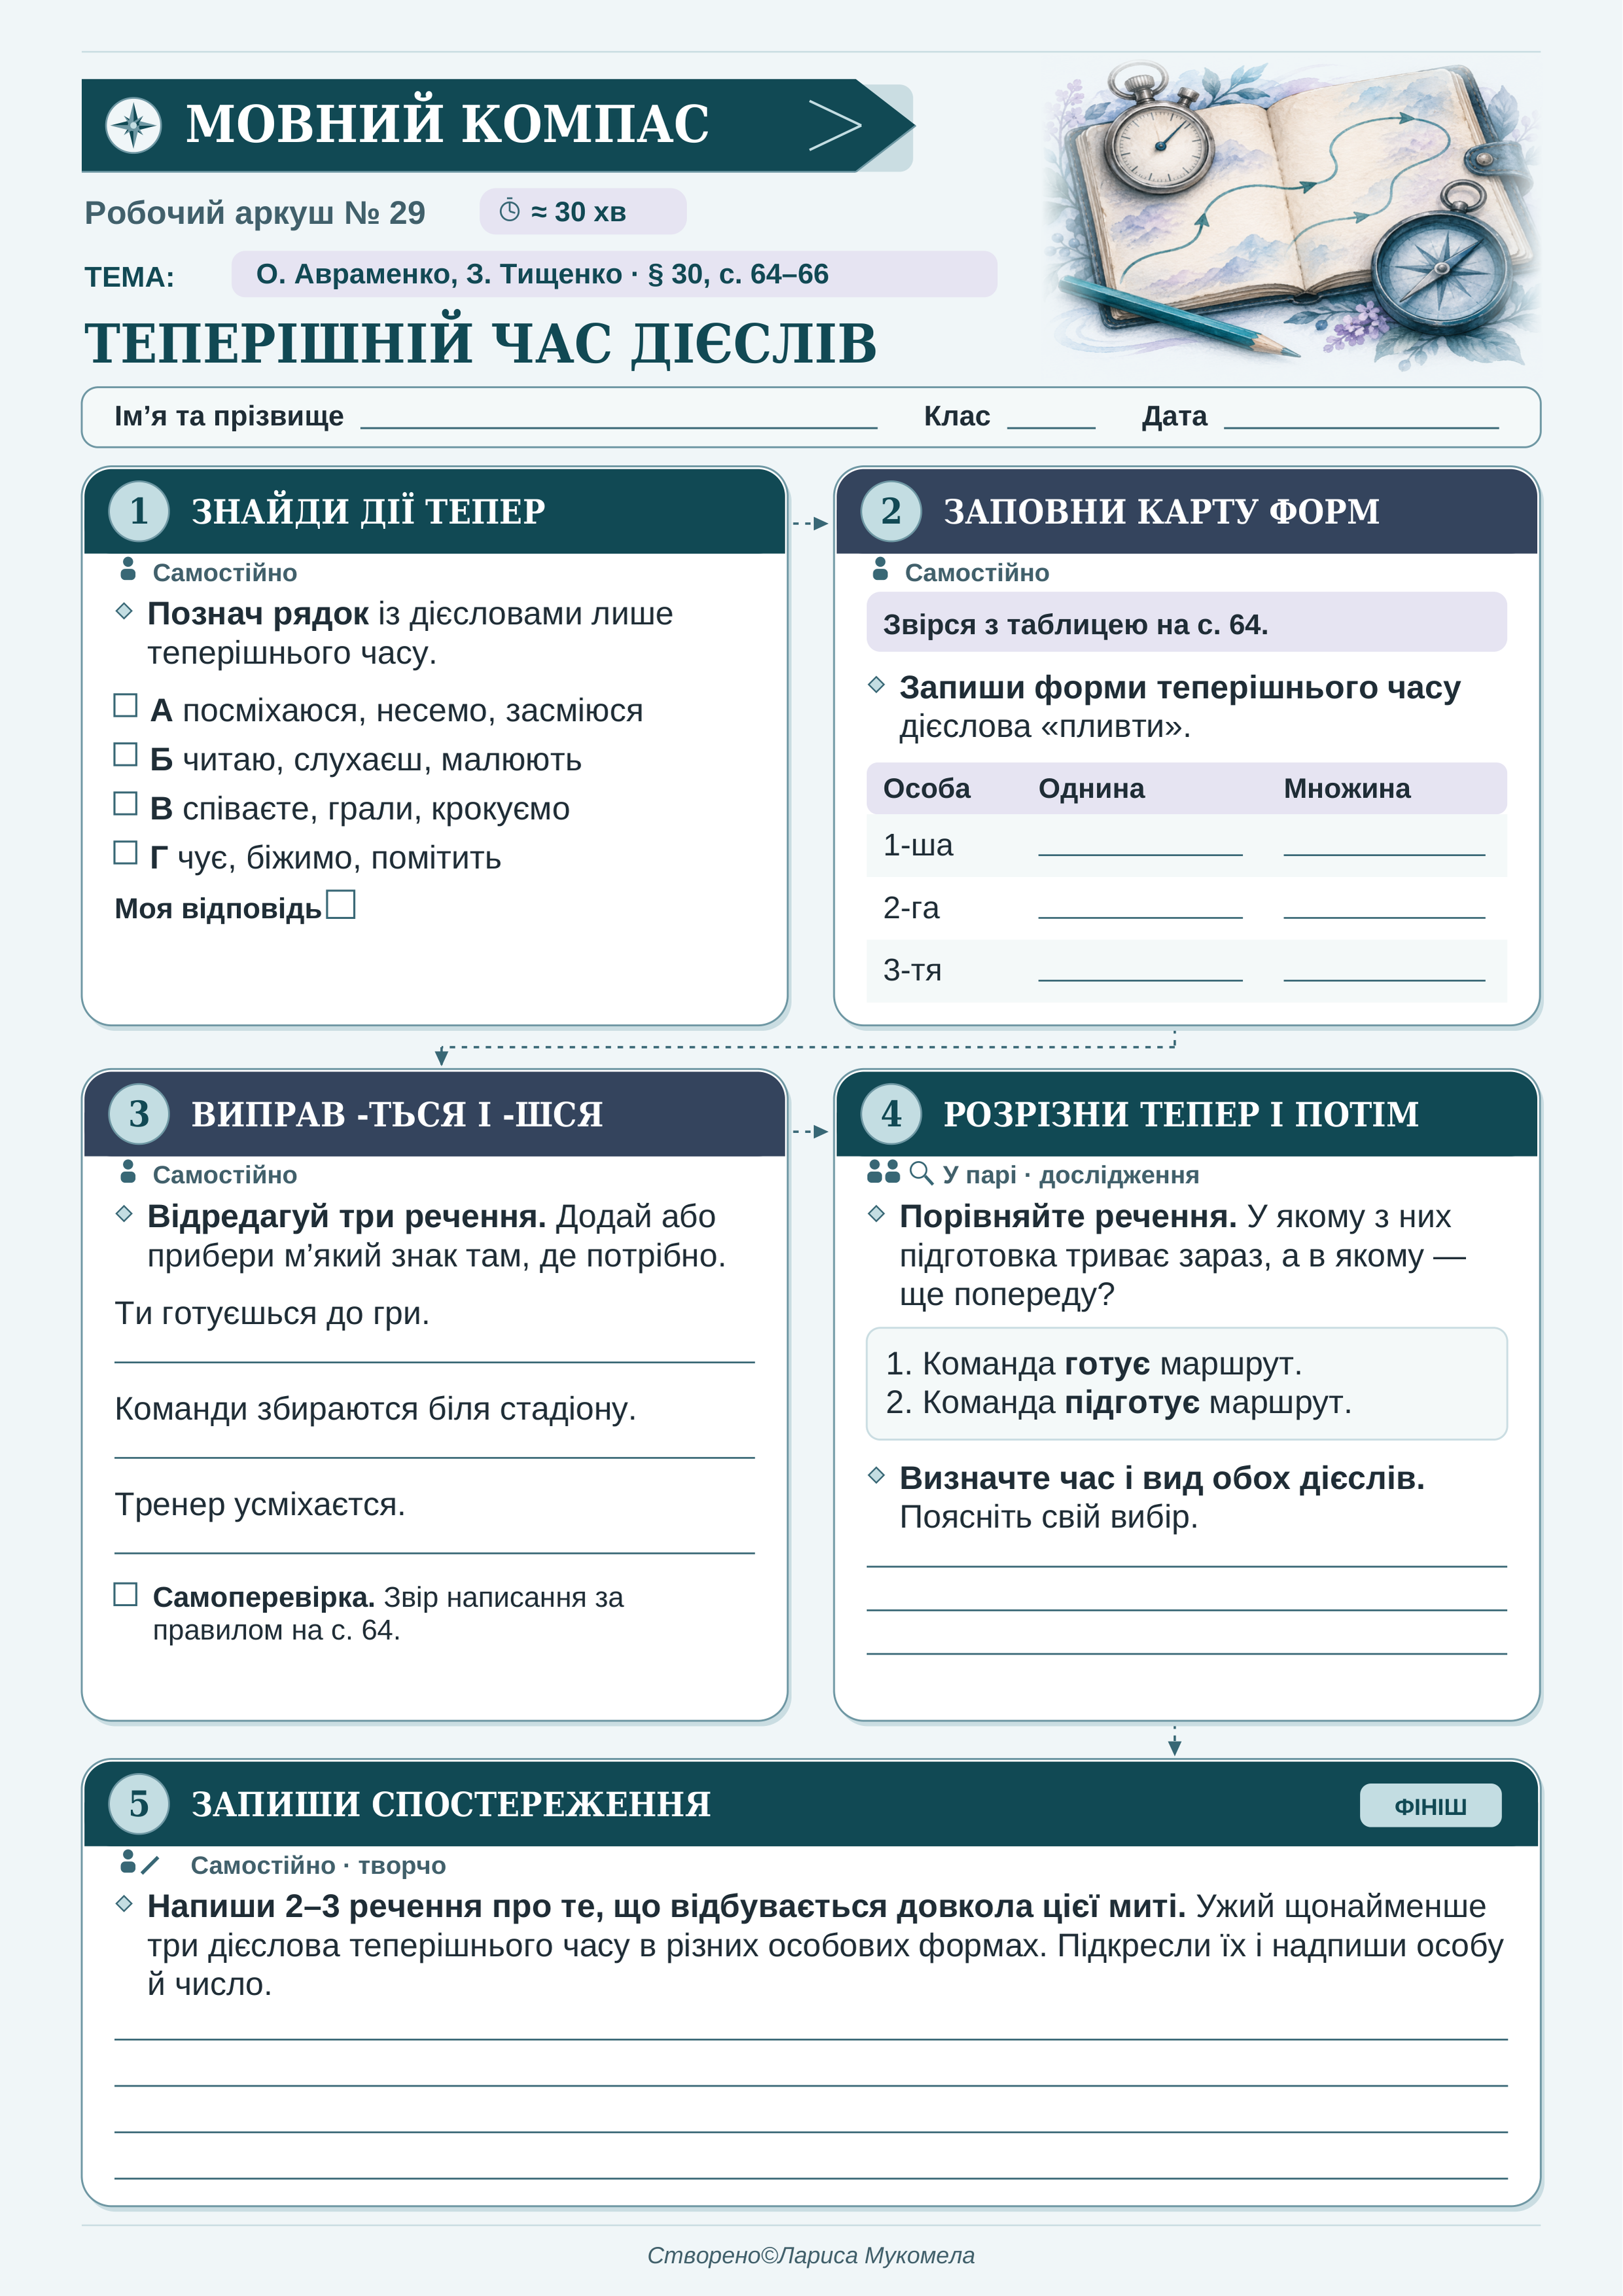 МОВНИЙ КОМПАС
Робочий аркуш № 29
≈ 30 хв
ТЕМА:
О. Авраменко, З. Тищенко · § 30, с. 64–66
ТЕПЕРІШНІЙ ЧАС ДІЄСЛІВ
Ім’я та прізвище
Клас
Дата
1 ЗНАЙДИ ДІЇ ТЕПЕР
Самостійно
Познач рядок із дієсловами лише
теперішнього часу.
А посміхаюся, несемо, засміюся
Б читаю, слухаєш, малюють
В співаєте, грали, крокуємо
Г чує, біжимо, помітить
Моя відповідь
2 ЗАПОВНИ КАРТУ ФОРМ
Самостійно
Звірся з таблицею на с. 64.
Запиши форми теперішнього часу
дієслова «пливти».
Особа Однина Множина
1-ша
2-га
3-тя
3 ВИПРАВ -ТЬСЯ І -ШСЯ
Самостійно
Відредагуй три речення. Додай або
прибери м’який знак там, де потрібно.
Ти готуєшься до гри.
Команди збираются біля стадіону.
Тренер усміхаєтся.
Самоперевірка. Звір написання за
правилом на с. 64.
4 РОЗРІЗНИ ТЕПЕР І ПОТІМ
У парі · дослідження
Порівняйте речення. У якому з них
підготовка триває зараз, а в якому —
ще попереду?
1. Команда готує маршрут.
2. Команда підготує маршрут.
Визначте час і вид обох дієслів.
Поясніть свій вибір.
5 ЗАПИШИ СПОСТЕРЕЖЕННЯ
ФІНІШ
Самостійно · творчо
Напиши 2–3 речення про те, що відбувається довкола цієї миті. Ужий щонайменше
три дієслова теперішнього часу в різних особових формах. Підкресли їх і надпиши особу
й число.
Створено©Лариса Мукомела